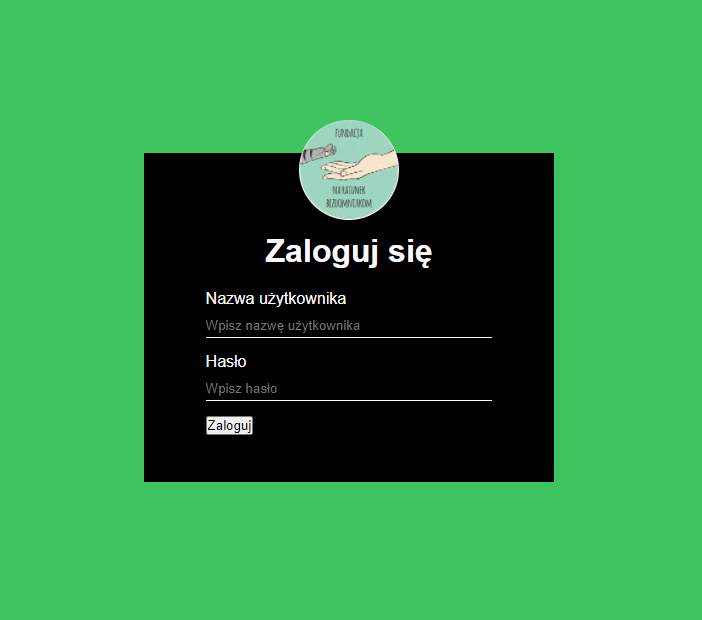 FUNDACJA
NA RATUNEK
BEZDOMNIAKOM
Zaloguj się
Nazwa użytkownika
Wpisz nazwę użytkownika
Hasło
Wpisz hasło
Zaloguj